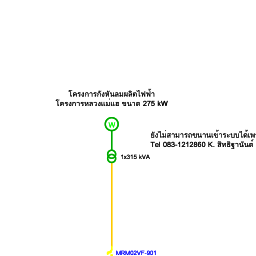 โครงการกังหันลมผลิตไฟฟ้า
โครงการหลวงแม่แฮ ขนาด 275 kW
W
ยังไม่สามารถขนานเข้าระบบได้
Tel 083-1212860 K. สิทธิฐานันต์
1x315 kVA
MRM02VF-901